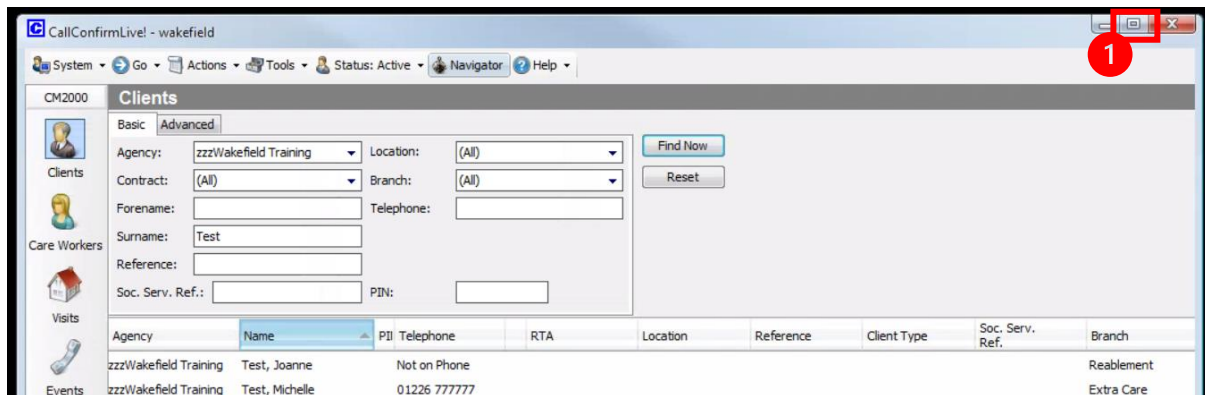 CallConfirmLive! - wakefield
1
System Go Actions Tools Status: Active Navigator Help
CM2000
Clients
Basic Advanced
Agency: zzzWakefield Training Location: (All) Find Now
Clients
Contract: (All) Branch: (All) Reset
Forename: Telephone:
Care Workers
Surname: Test
Reference:
Soc. Serv. Ref.: PIN:
Visits
Agency Name PII Telephone RTA Location Reference Client Type Soc. Serv. Ref. Branch
zzzWakefield Training Test, Joanne Not on Phone Reablement
Events
zzzWakefield Training Test, Michelle 01226 777777 Extra Care